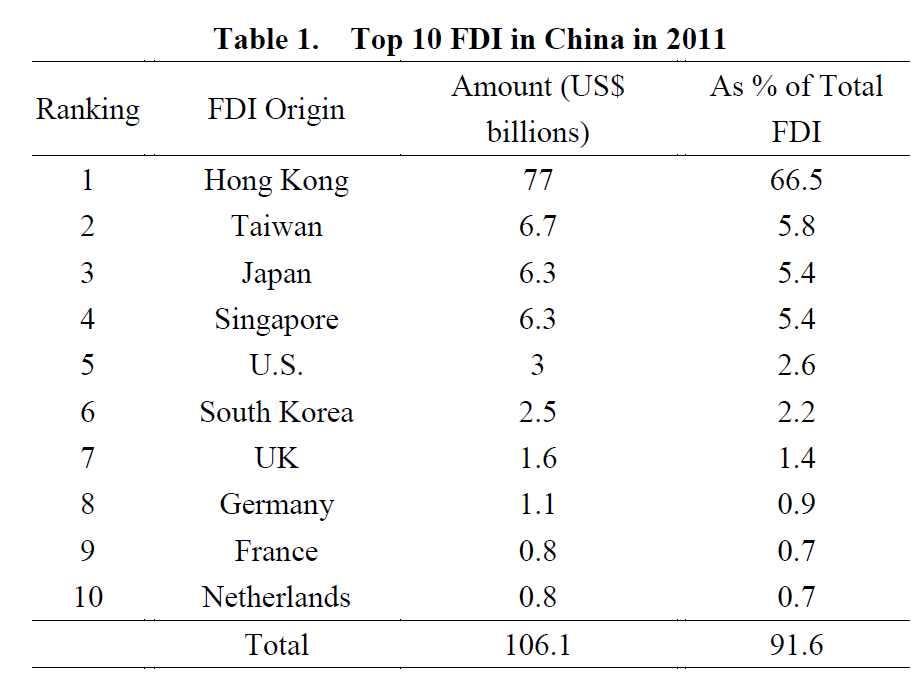 Table 1. Top 10 FDI in China in 2011
Ranking FDI Origin Amount (US$ billions) As % of Total FDI
1 Hong Kong 77 66.5
2 Taiwan 6.7 5.8
3 Japan 6.3 5.4
4 Singapore 6.3 5.4
5 U.S. 3 2.6
6 South Korea 2.5 2.2
7 UK 1.6 1.4
8 Germany 1.1 0.9
9 France 0.8 0.7
10 Netherlands 0.8 0.7
Total 106.1 91.6